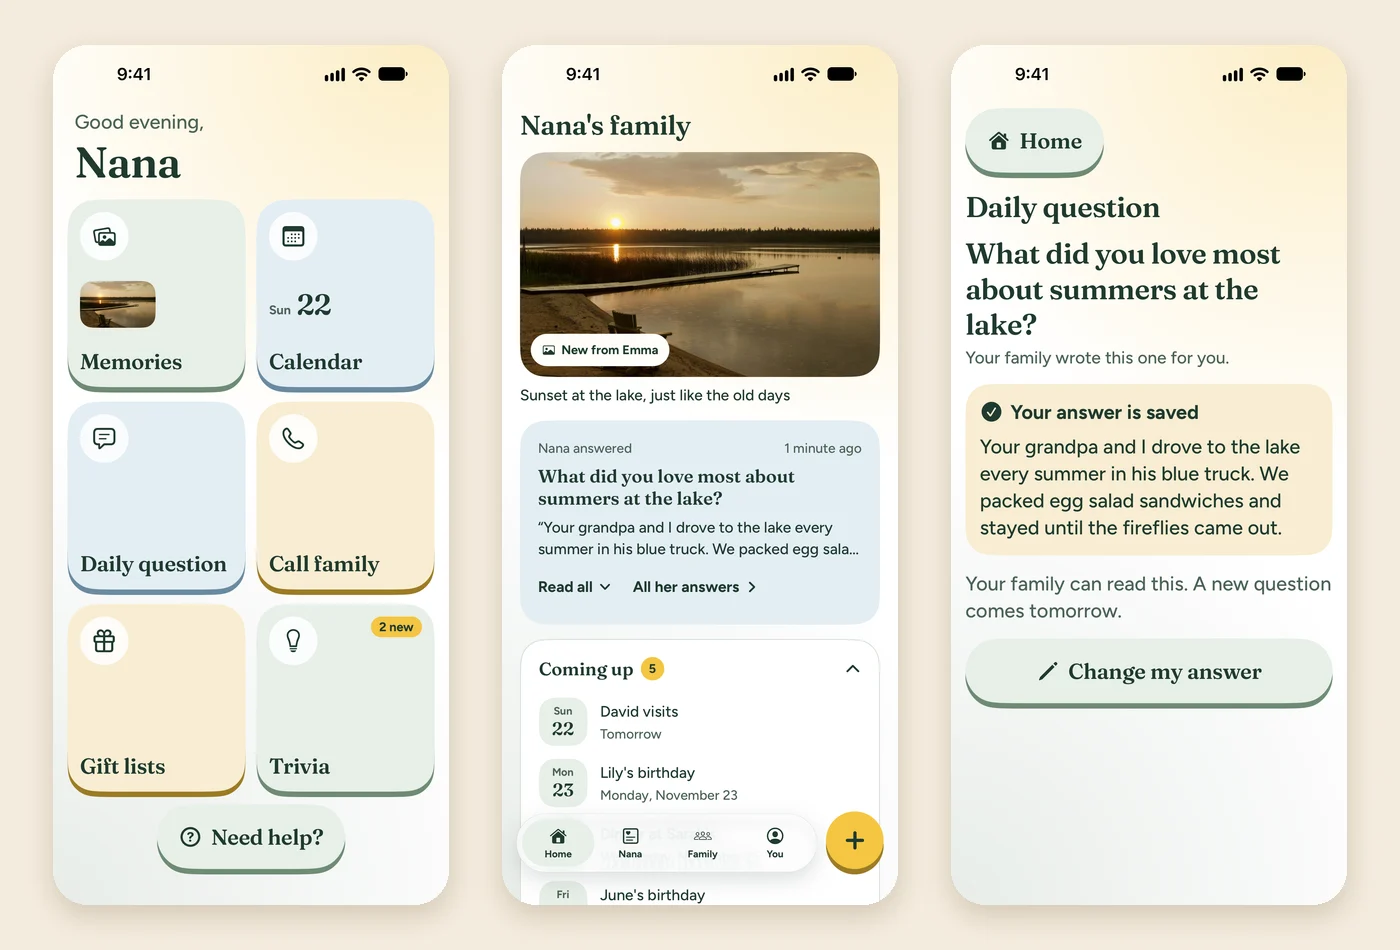 9:41
Good evening,
Nana
Memories
Sun 22
Calendar
Daily question
Call family
Gift lists
2 new
Trivia
Need help?
9:41
Nana's family
New from Emma
Sunset at the lake, just like the old days
Nana answered
1 minute ago
What did you love most about
summers at the lake?
“Your grandpa and I drove to the lake every
summer in his blue truck. We packed egg sala...
Read all
All her answers
Coming up 5
Sun
22
David visits
Tomorrow
Mon
23
Lily's birthday
Monday, November 23
Home
Nana
Family
You
Fri
June's birthday
9:41
Home
Daily question
What did you love most
about summers at the
lake?
Your family wrote this one for you.
Your answer is saved
Your grandpa and I drove to the lake
every summer in his blue truck. We
packed egg salad sandwiches and
stayed until the fireflies came out.
Your family can read this. A new question
comes tomorrow.
Change my answer